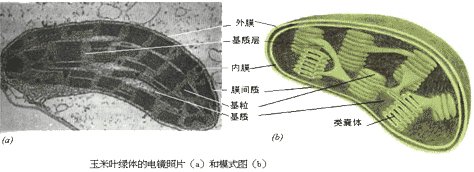 外膜
基质层
内膜
膜间质
基粒
基质
类囊体
(a)
(b)
玉米叶绿体的电镜照片（a）和模式图（b）